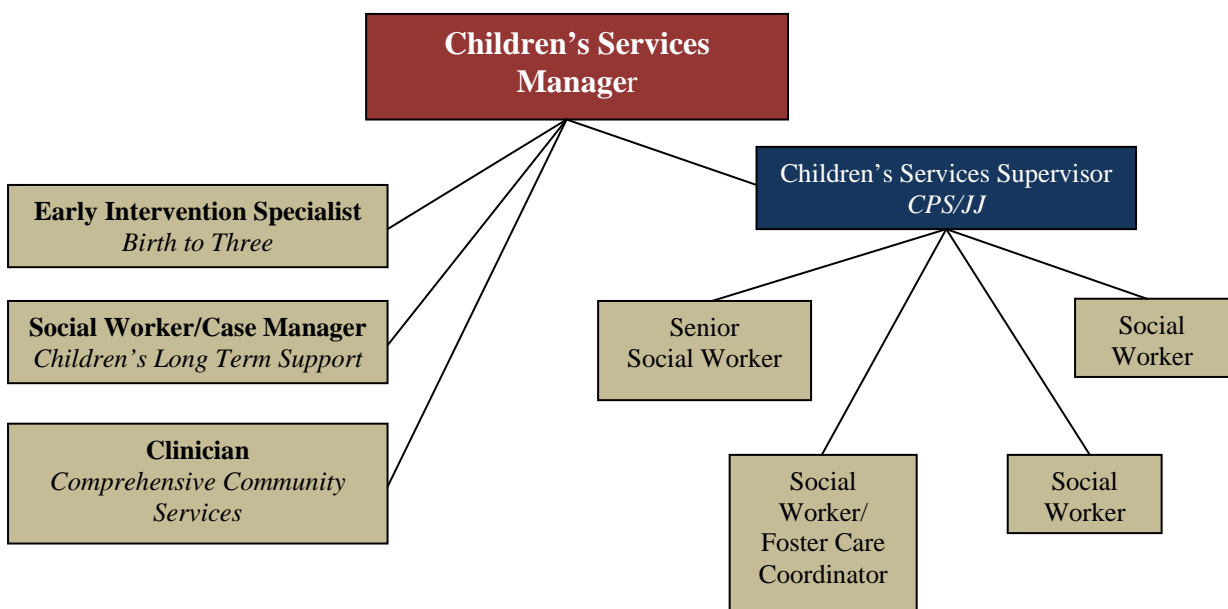 Children’s Services
Manager
Children’s Services Supervisor
CPS/JJ
Early Intervention Specialist
Birth to Three
Social Worker/Case Manager
Children’s Long Term Support
Clinician
Comprehensive Community
Services
Senior
Social Worker
Social
Worker
Social
Worker/
Foster Care
Coordinator
Social
Worker